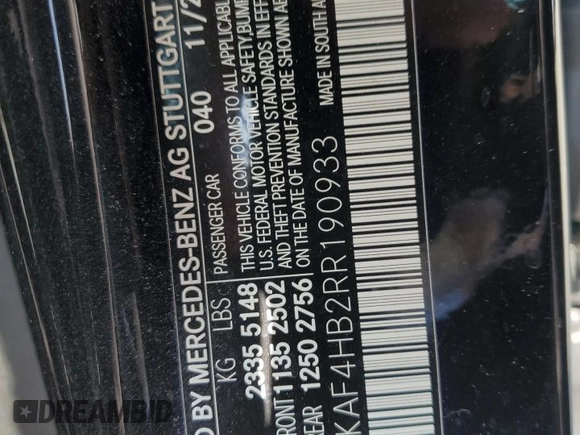 D BY MERCEDES-BENZ AG STUTTGART
11/2
KG LBS PASSENGER CAR 040
2335 5148 THIS VEHICLE CONFORMS TO ALL APPLICABL
U.S. FEDERAL MOTOR VEHICLE SAFETY,BUMP
FRONT 1135 2502 AND THEFT PREVENTION STANDARDS IN EFF
REAR 1250 2756 ON THE DATE OF MANUFACTURE SHOWN AB
KAF4HB2RR190933 MADE IN SOUTH A
DREAMBID